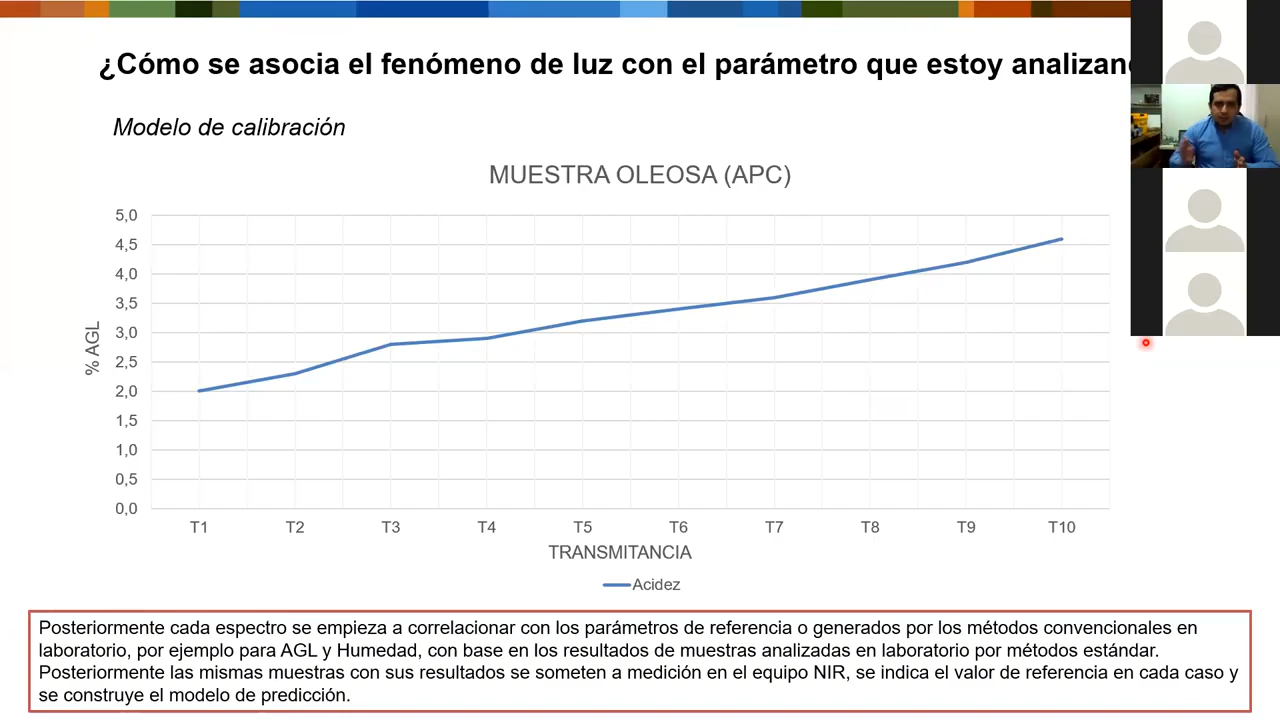 ¿Cómo se asocia el fenómeno de luz con el parámetro que estoy analizan
Modelo de calibración
MUESTRA OLEOSA (APC)
5,0
4,5
4,0
3,5
3,0
2,5
2,0
1,5
1,0
0,5
0,0
% AGL
T1 T2 T3 T4 T5 T6 T7 T8 T9 T10
TRANSMITANCIA
Acidez
Posteriormente cada espectro se empieza a correlacionar con los parámetros de referencia o generados por los métodos convencionales en
laboratorio, por ejemplo para AGL y Humedad, con base en los resultados de muestras analizadas en laboratorio por métodos estándar.
Posteriormente las mismas muestras con sus resultados se someten a medición en el equipo NIR, se indica el valor de referencia en cada caso y
se construye el modelo de predicción.